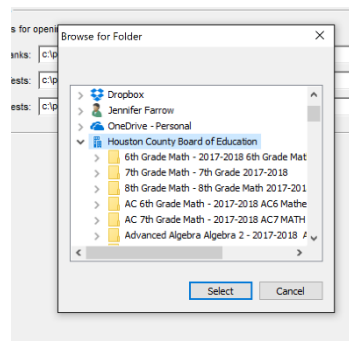 s for openi
Browse for Folder
anks: c:\p
Tests: c:\p
ests: c:\p
Dropbox
Jennifer Farrow
OneDrive - Personal
Houston County Board of Education
6th Grade Math - 2017-2018 6th Grade Mat
7th Grade Math - 7th Grade 2017-2018
8th Grade Math - 8th Grade Math 2017-201
AC 6th Grade Math - 2017-2018 AC6 Mathe
AC 7th Grade Math - 2017-2018 AC7 MATH
Advanced Algebra Algebra 2 - 2017-2018 A
Select Cancel